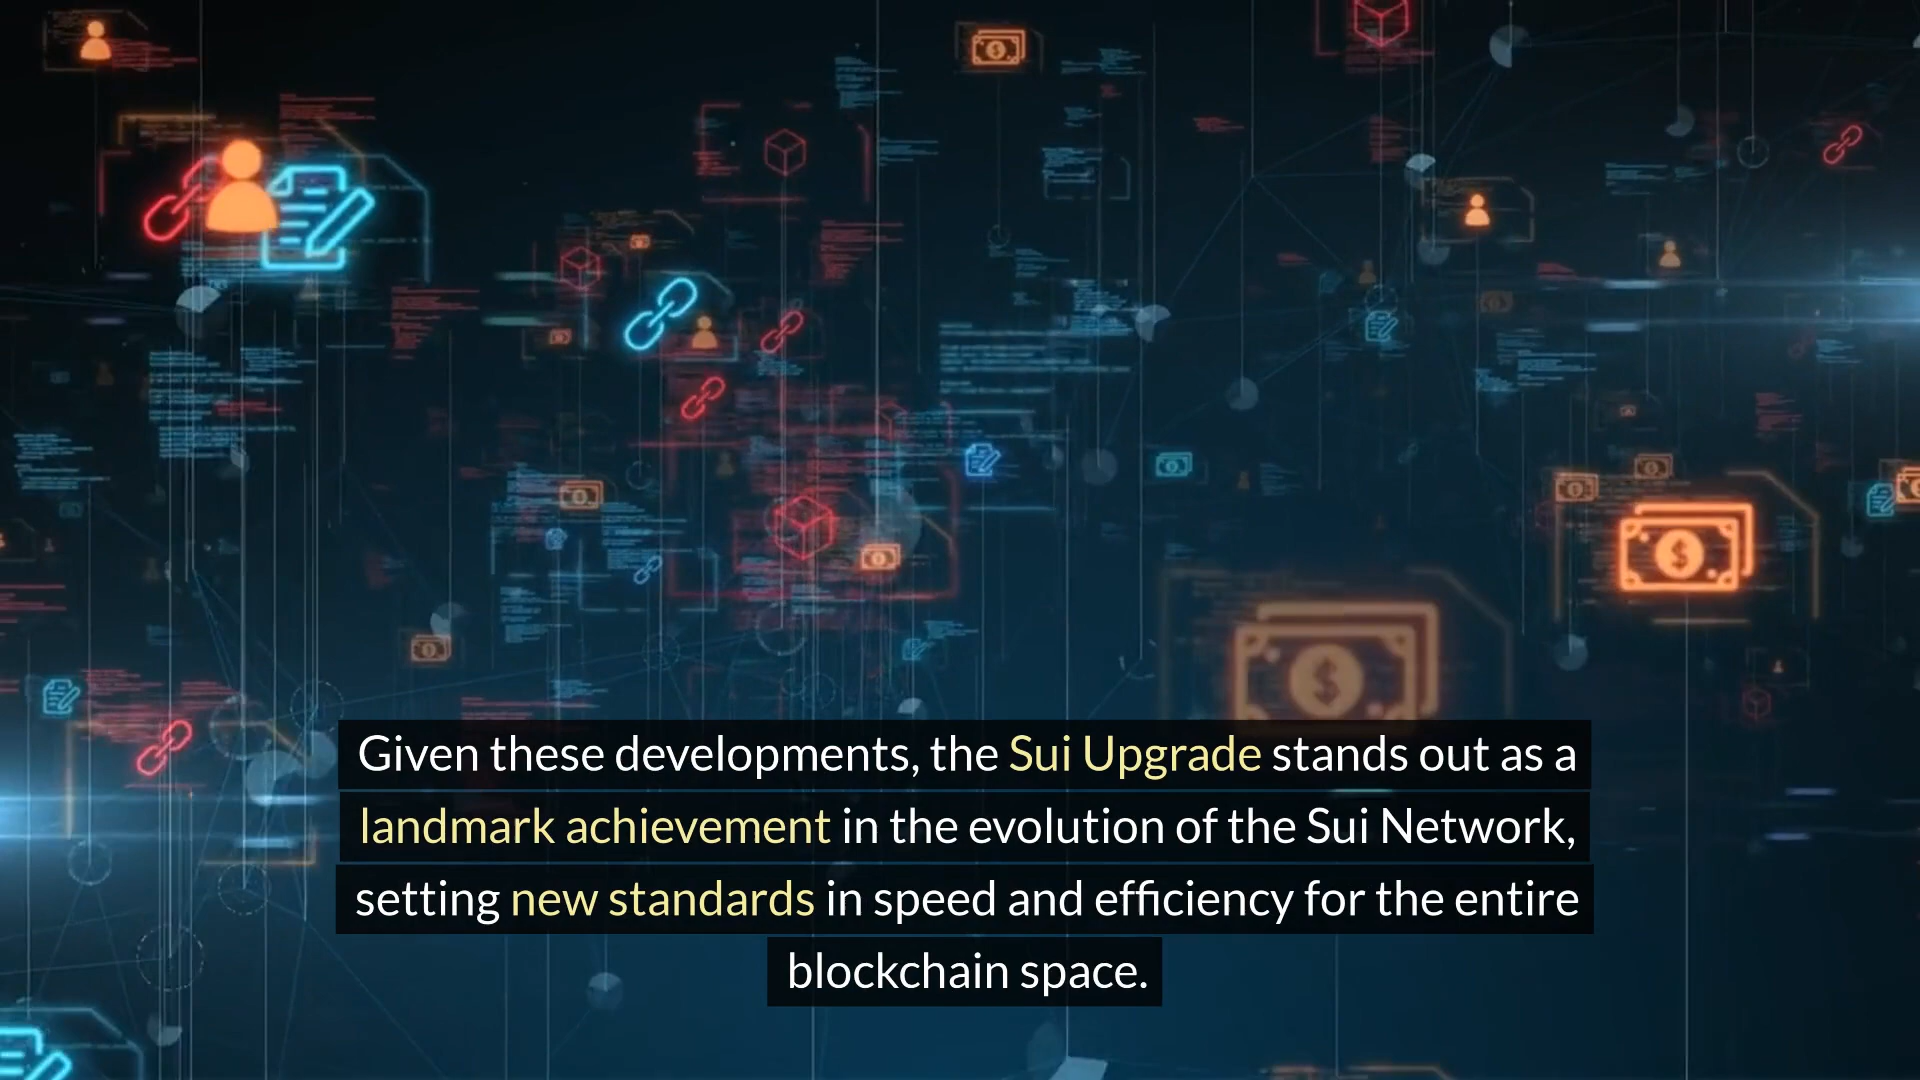 Given these developments, the Sui Upgrade stands out as a
landmark achievement in the evolution of the Sui Network,
setting new standards in speed and efficiency for the entire
blockchain space.